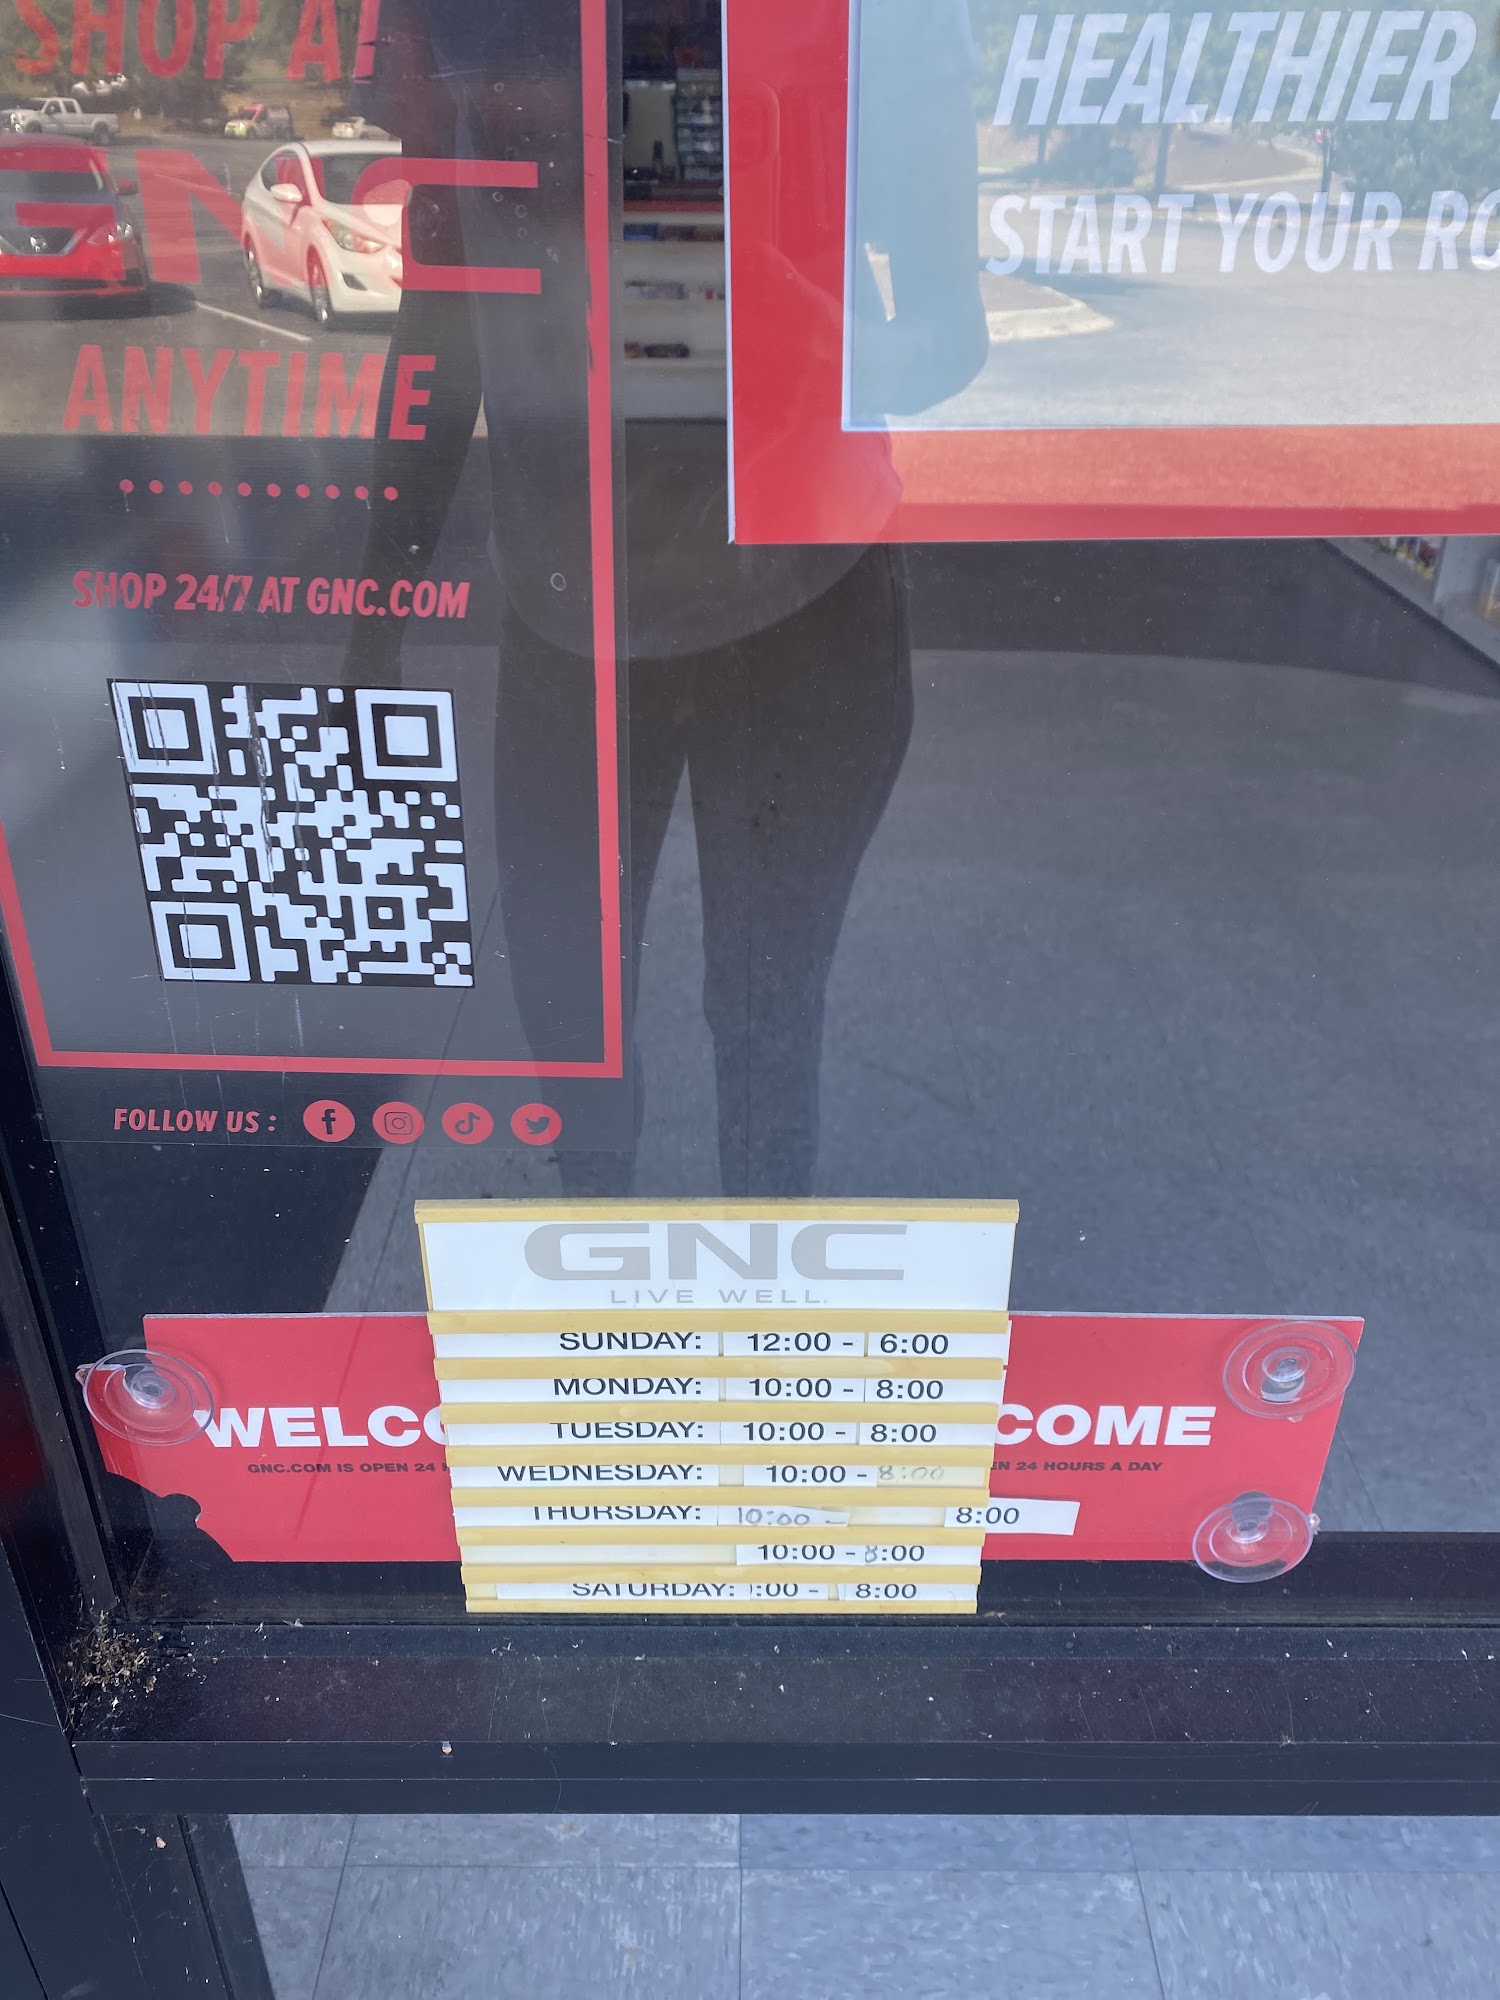 SHOP AT
GNC
ANYTIME
SHOP 24/7 AT GNC.COM
FOLLOW US :
HEALTHIER
START YOUR RO
GNC
LIVE WELL.
SUNDAY: 12:00 - 6:00
MONDAY: 10:00 - 8:00
TUESDAY: 10:00 - 8:00
WEDNESDAY: 10:00 - 8:00
THURSDAY: 10:00 - 8:00
10:00 - 8:00
SATURDAY: :00 - 8:00
WELCO COME
GNC.COM IS OPEN 24 H EN 24 HOURS A DAY